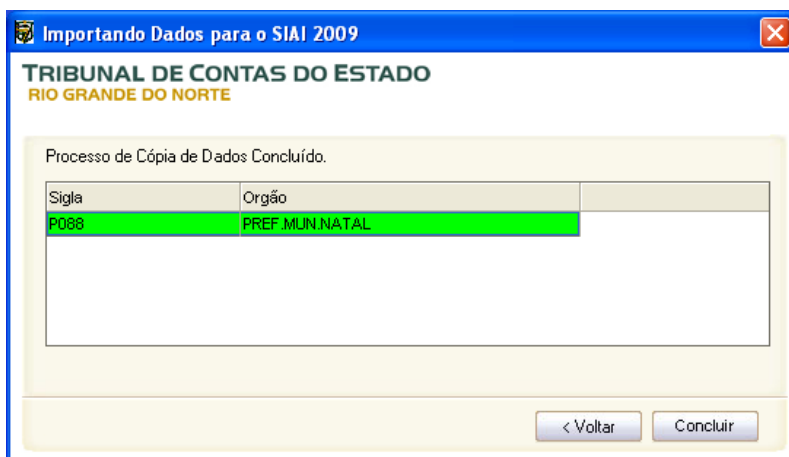 Importando Dados para o SIAI 2009
TRIBUNAL DE CONTAS DO ESTADO
RIO GRANDE DO NORTE
Processo de Cópia de Dados Concluído.
Sigla Orgão
P088 PREF.MUN.NATAL
< Voltar Concluir